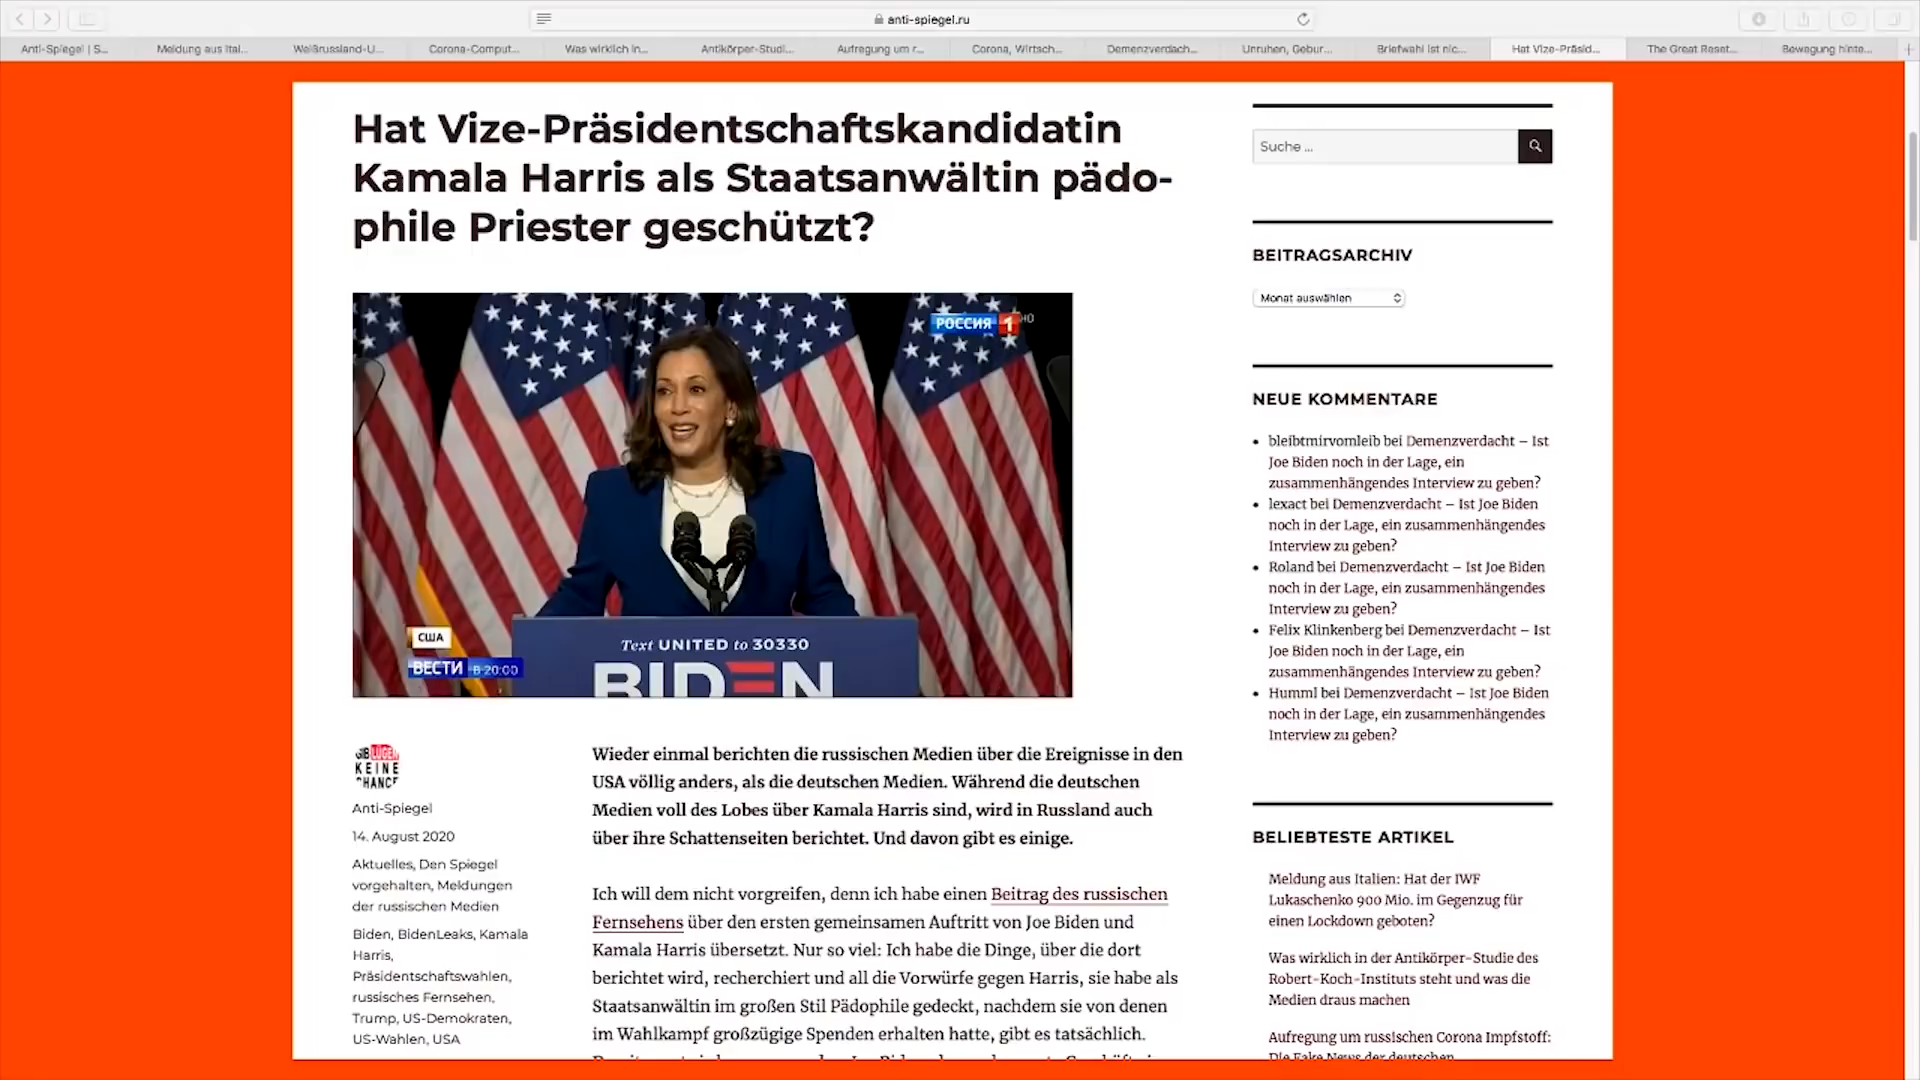 anti-spiegel.ru
Anti-Spiegel | S...
Meldung aus Ital...
Weißrussland-U...
Corona-Comput...
Was wirklich in...
Antikörper-Studi...
Aufregung um r...
Corona, Wirtsch...
Demenzverdach...
Unruhen, Gebur...
Briefwahl ist nic...
Hat Vize-Präsid...
The Great Reset...
Bewegung hinte...
Hat Vize-Präsidentschaftskandidatin
Kamala Harris als Staatsanwältin pädo-
phile Priester geschützt?
РОССИЯ 1
США
ВЕСТИ В 20:00
Text UNITED to 30330
BIDEN
GIB LÜGEN
KEINE
CHANCE
Anti-Spiegel
14. August 2020
Aktuelles, Den Spiegel
vorgehalten, Meldungen
der russischen Medien
Biden, BidenLeaks, Kamala
Harris,
Präsidentschaftswahlen,
russisches Fernsehen,
Trump, US-Demokraten,
US-Wahlen, USA
Wieder einmal berichten die russischen Medien über die Ereignisse in den
USA völlig anders, als die deutschen Medien. Während die deutschen
Medien voll des Lobes über Kamala Harris sind, wird in Russland auch
über ihre Schattenseiten berichtet. Und davon gibt es einige.
Ich will dem nicht vorgreifen, denn ich habe einen Beitrag des russischen
Fernsehens über den ersten gemeinsamen Auftritt von Joe Biden und
Kamala Harris übersetzt. Nur so viel: Ich habe die Dinge, über die dort
berichtet wird, recherchiert und all die Vorwürfe gegen Harris, sie habe als
Staatsanwältin im großen Stil Pädophile gedeckt, nachdem sie von denen
im Wahlkampf großzügige Spenden erhalten hatte, gibt es tatsächlich.
Suche ...
BEITRAGSARCHIV
Monat auswählen
NEUE KOMMENTARE
bleibtmirvomleib bei Demenzverdacht – Ist
Joe Biden noch in der Lage, ein
zusammenhängendes Interview zu geben?
lexact bei Demenzverdacht – Ist Joe Biden
noch in der Lage, ein zusammenhängendes
Interview zu geben?
Roland bei Demenzverdacht – Ist Joe Biden
noch in der Lage, ein zusammenhängendes
Interview zu geben?
Felix Klinkenberg bei Demenzverdacht – Ist
Joe Biden noch in der Lage, ein
zusammenhängendes Interview zu geben?
Humml bei Demenzverdacht – Ist Joe Biden
noch in der Lage, ein zusammenhängendes
Interview zu geben?
BELIEBTESTE ARTIKEL
Meldung aus Italien: Hat der IWF
Lukaschenko 900 Mio. im Gegenzug für
einen Lockdown geboten?
Was wirklich in der Antikörper-Studie des
Robert-Koch-Instituts steht und was die
Medien draus machen
Aufregung um russischen Corona Impfstoff:
Die Fake News der deutschen